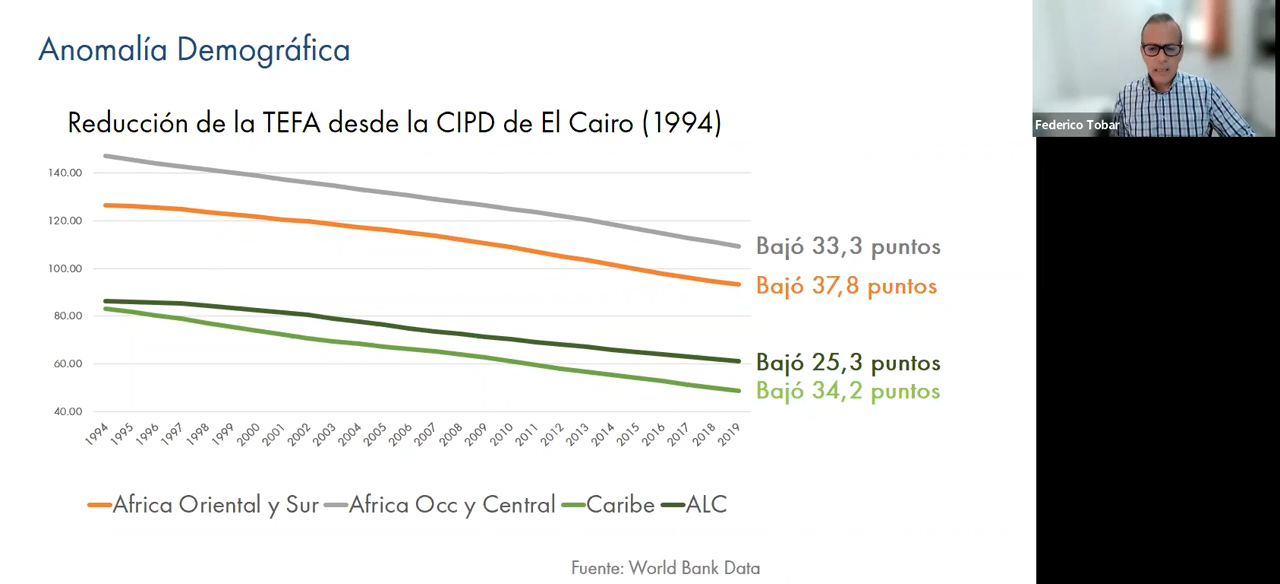 Anomalía Demográfica
Reducción de la TEFA desde la CIPD de El Cairo (1994)
140.00
120.00
100.00
80.00
60.00
40.00
1994 1995 1996 1997 1998 1999 2000 2001 2002 2003 2004 2005 2006 2007 2008 2009 2010 2011 2012 2013 2014 2015 2016 2017 2018 2019
Bajó 33,3 puntos
Bajó 37,8 puntos
Bajó 25,3 puntos
Bajó 34,2 puntos
Africa Oriental y Sur Africa Occ y Central Caribe ALC
Fuente: World Bank Data
Federico Tobar